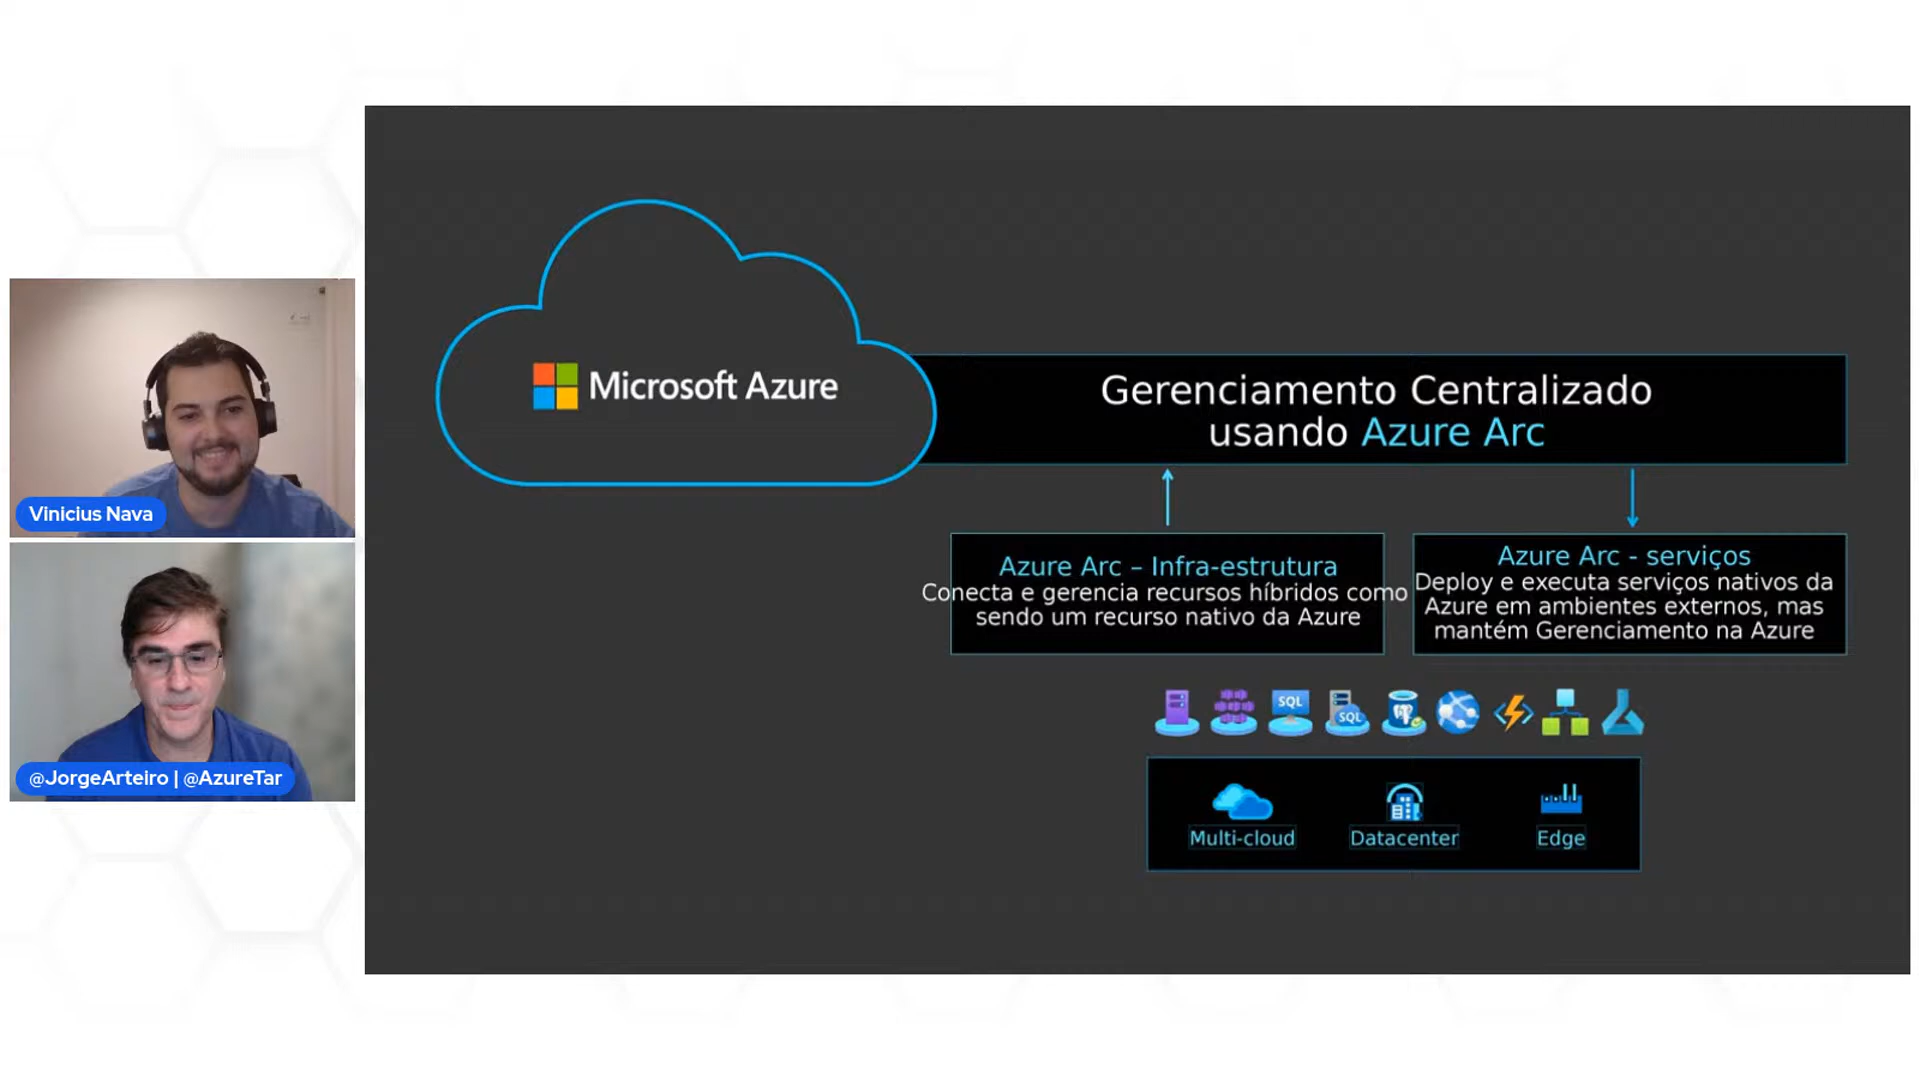 Vinicius Nava
@JorgeArteiro | @AzureTar
Microsoft Azure
Gerenciamento Centralizado
usando Azure Arc
Azure Arc – Infra-estrutura
Conecta e gerencia recursos híbridos como
sendo um recurso nativo da Azure
Azure Arc - serviços
Deploy e executa serviços nativos da
Azure em ambientes externos, mas
mantém Gerenciamento na Azure
SQL
SQL
Multi-cloud
Datacenter
Edge